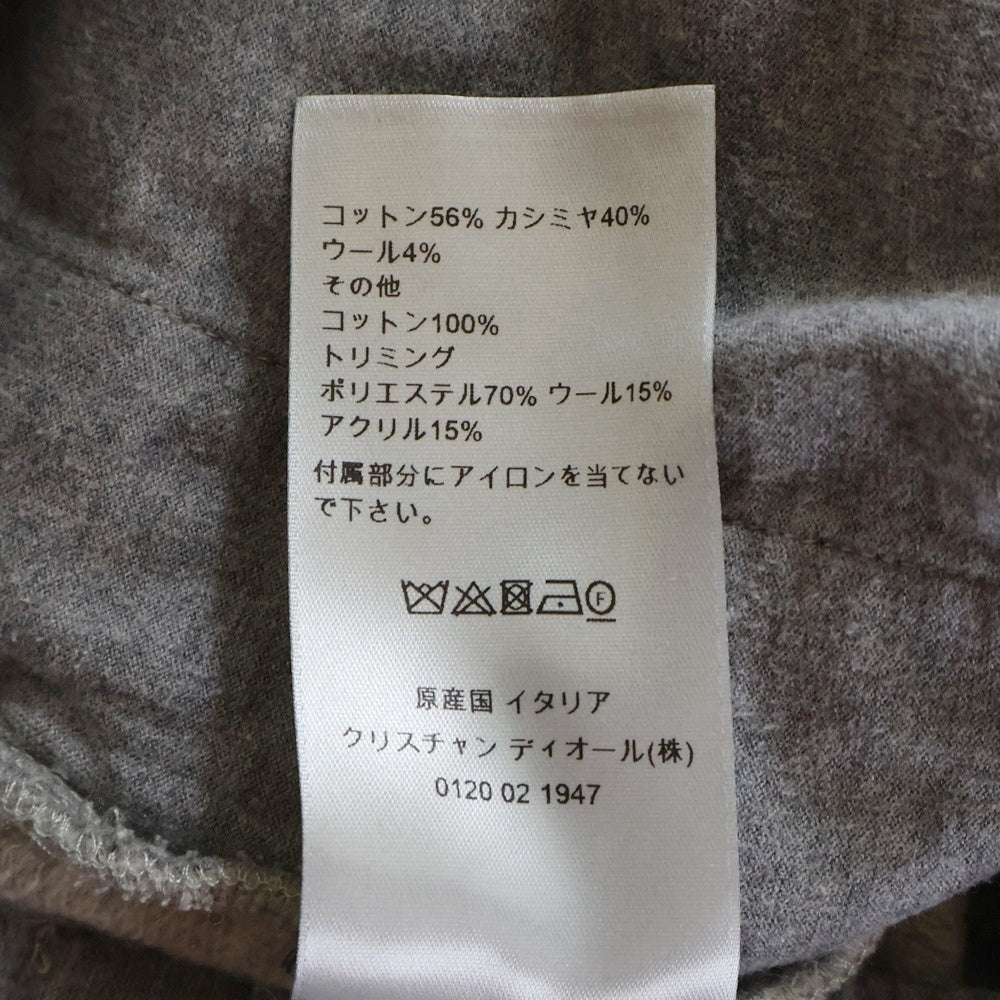 コットン56% カシミヤ40%
ウール4%
その他
コットン100%
トリミング
ポリエステル70% ウール15%
アクリル15%
付属部分にアイロンを当てない
で下さい。
F
原産国 イタリア
クリスチャン ディオール(株)
0120 02 1947